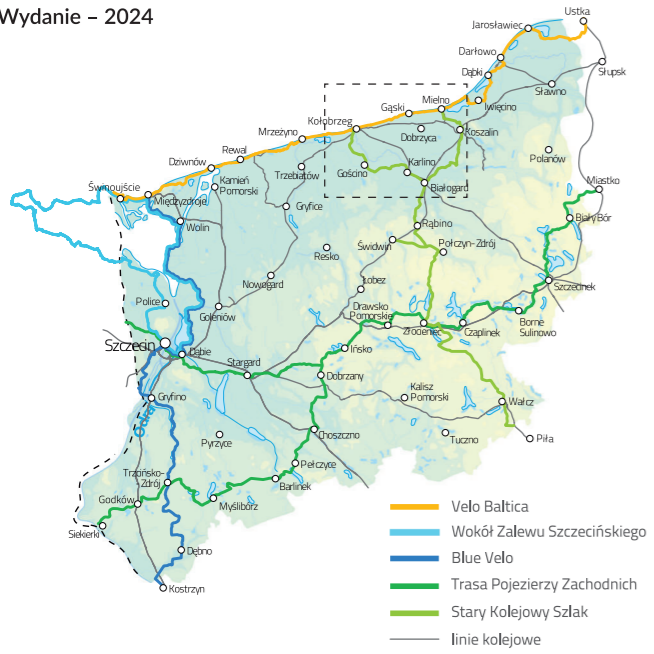 Wydanie – 2024
Ustka
Jarosławiec
Darłowo
Słupsk
Dąbki
Sławno
Iwięcino
Mielno
Gąski
Kołobrzeg
Dobrzyca
Koszalin
Mrzeżyno
Rewal
Polanów
Dziwnów
Trzebiatów
Gościno
Karlino
Kamień
Pomorski
Białogard
Miastko
Świnoujście
Międzyzdroje
Gryfice
Wolin
Rąbino
Biały Bór
Świdwin
Połczyn-Zdrój
Resko
Nowogard
Łobez
Szczecinek
Police
Goleniów
Drawsko
Pomorskie
Złocieniec
Czaplinek
Borne
Sulinowo
Szczecin
Dąbie
Ińsko
Stargard
Dobrzany
Gryfino
Kalisz
Pomorski
Wałcz
Odra
Pyrzyce
Choszczno
Tuczno
Piła
Pełczyce
Trzcińsko-
Zdrój
Barlinek
Godków
Myślibórz
Siekierki
Dębno
Kostrzyn
Velo Baltica
Wokół Zalewu Szczecińskiego
Blue Velo
Trasa Pojezierzy Zachodnich
Stary Kolejowy Szlak
linie kolejowe